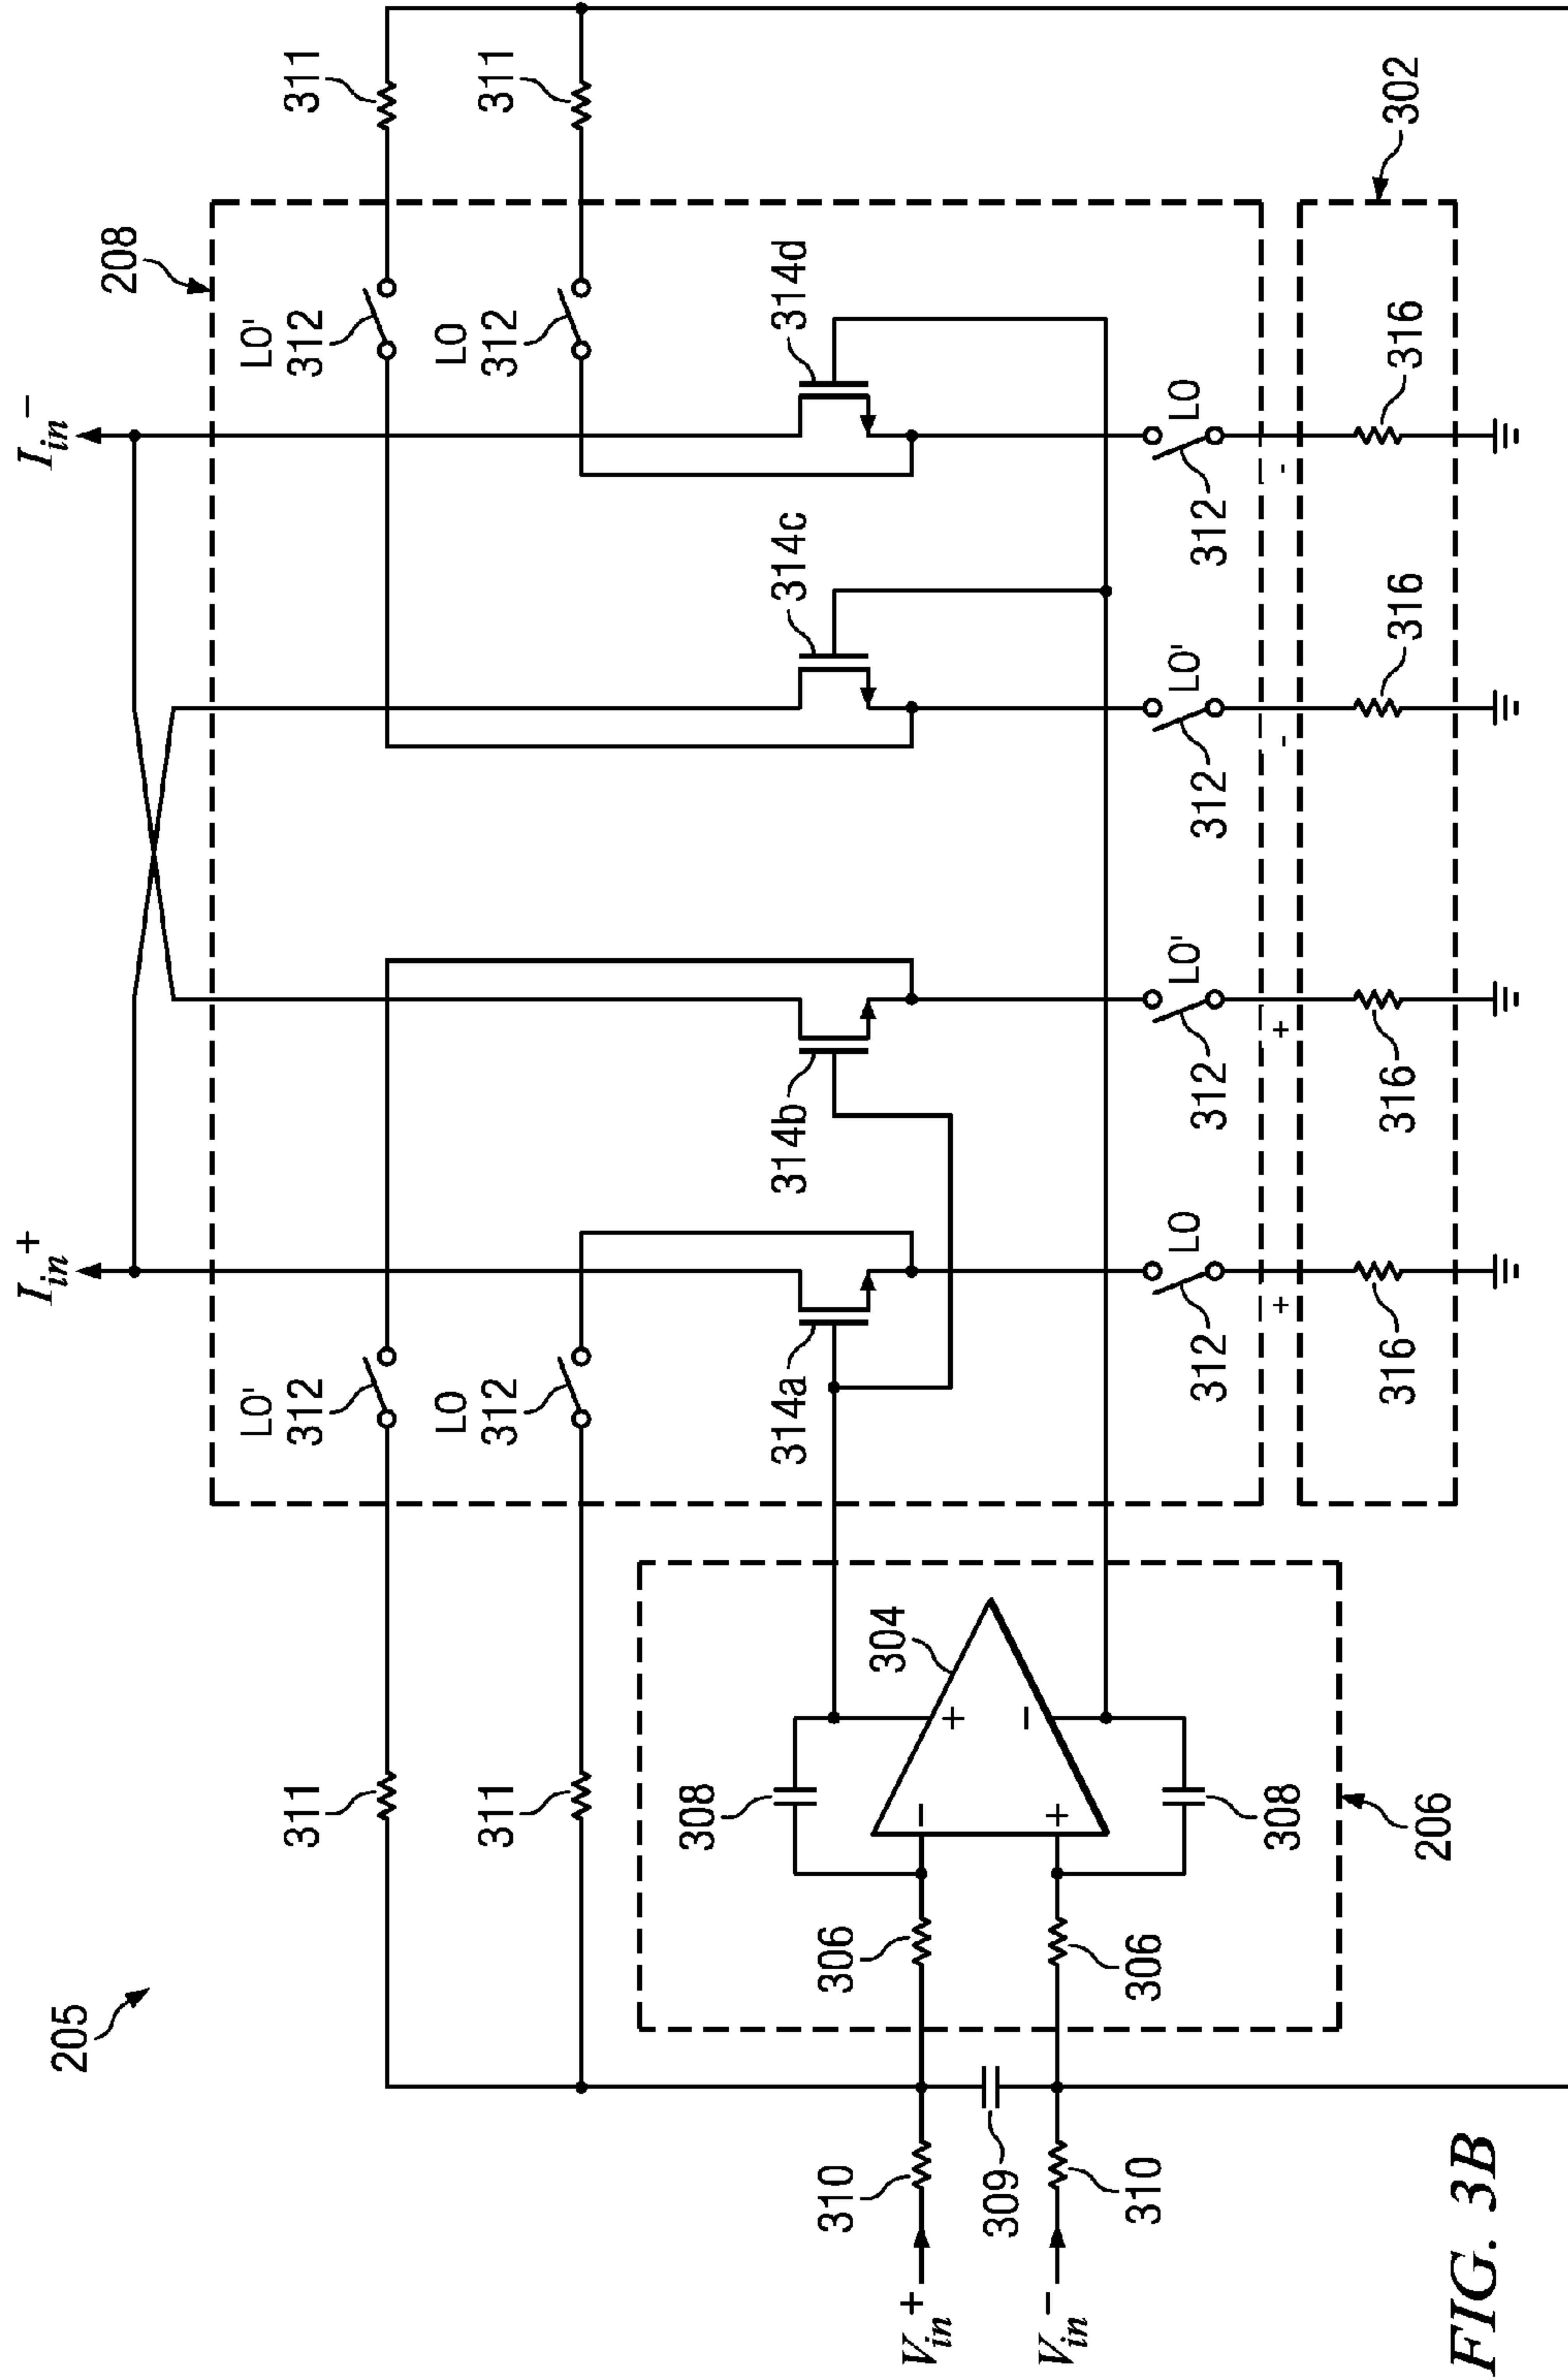 205
I_in^+
I_in^-
208
311
311
LO'
312
LO
312
LO'
312
LO
312
311
311
314a
314b
314c
314d
308
304
+
−
−
+
308
306
306
206
V_in^+
310
309
V_in^-
310
LO
312
LO'
312
LO'
312
LO
312
+
+
-
-
316
316
316
316
302
FIG. 3B